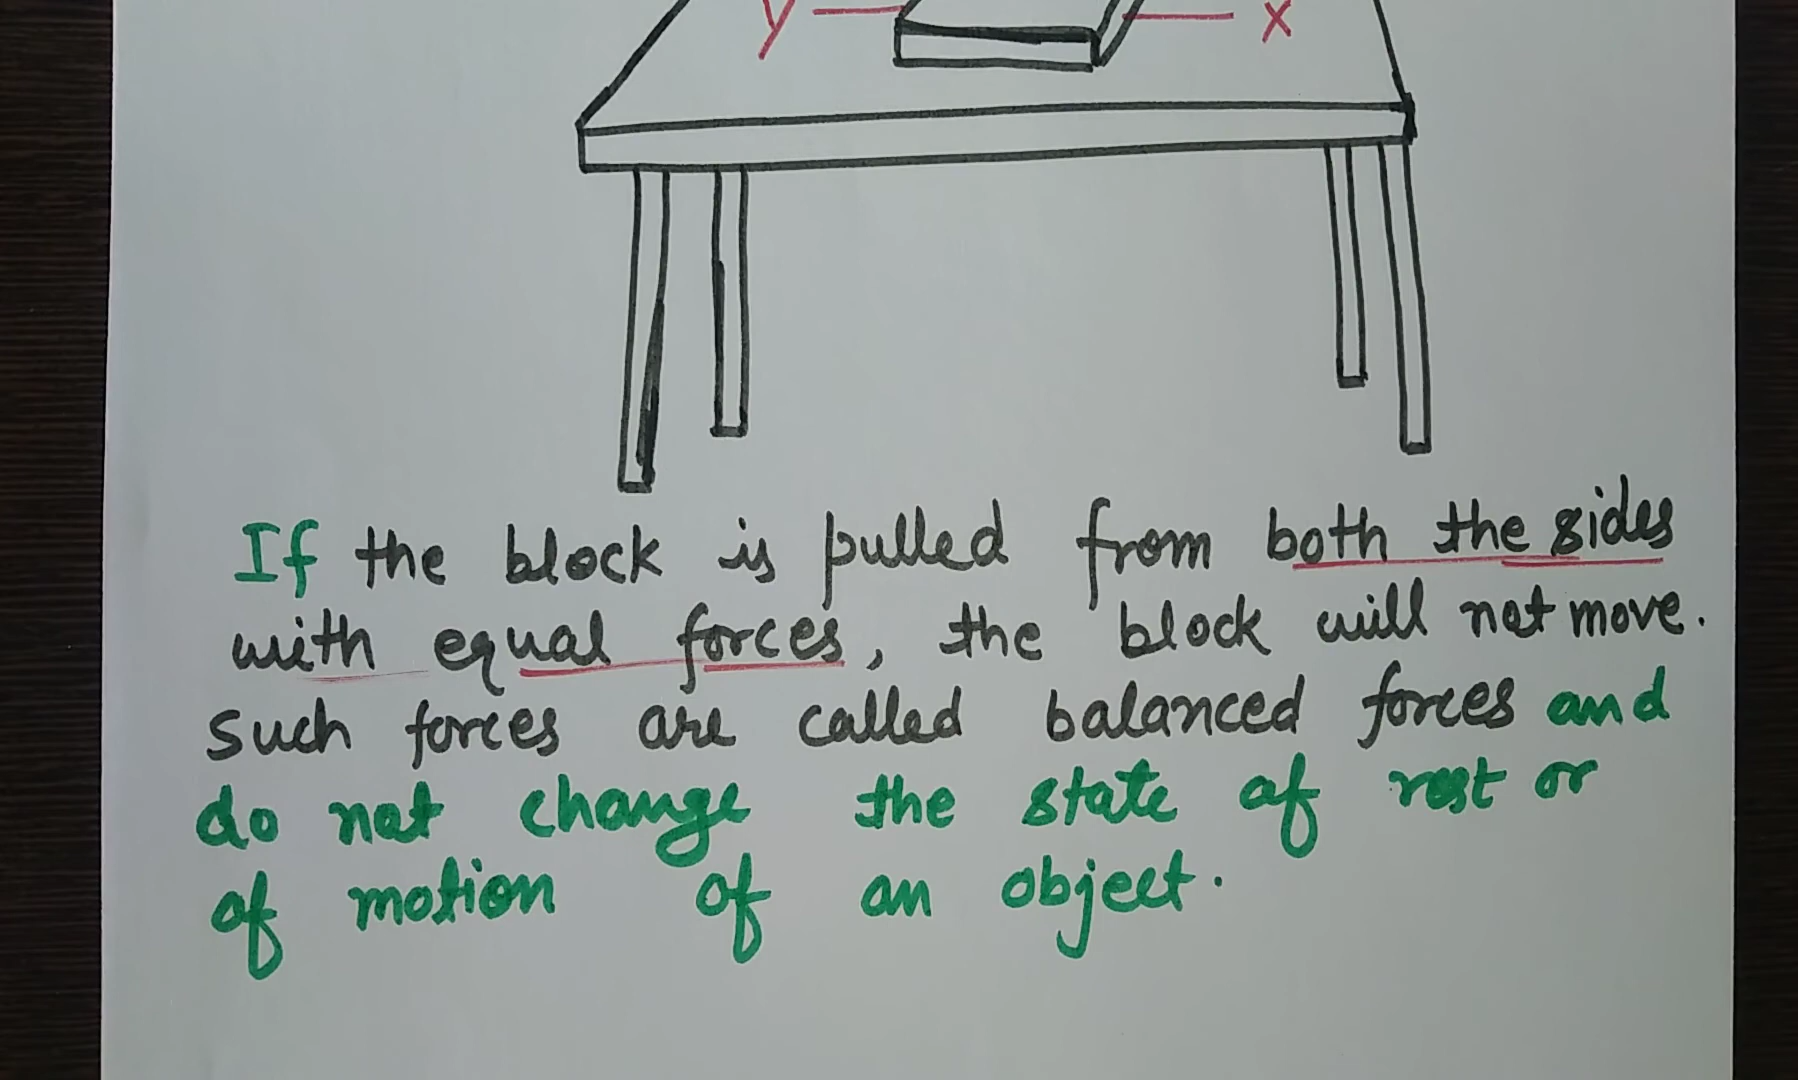 y x
If the block is pulled from both the sides
with equal forces, the block will not move.
Such forces are called balanced forces and
do not change the state of rest or
of motion of an object.